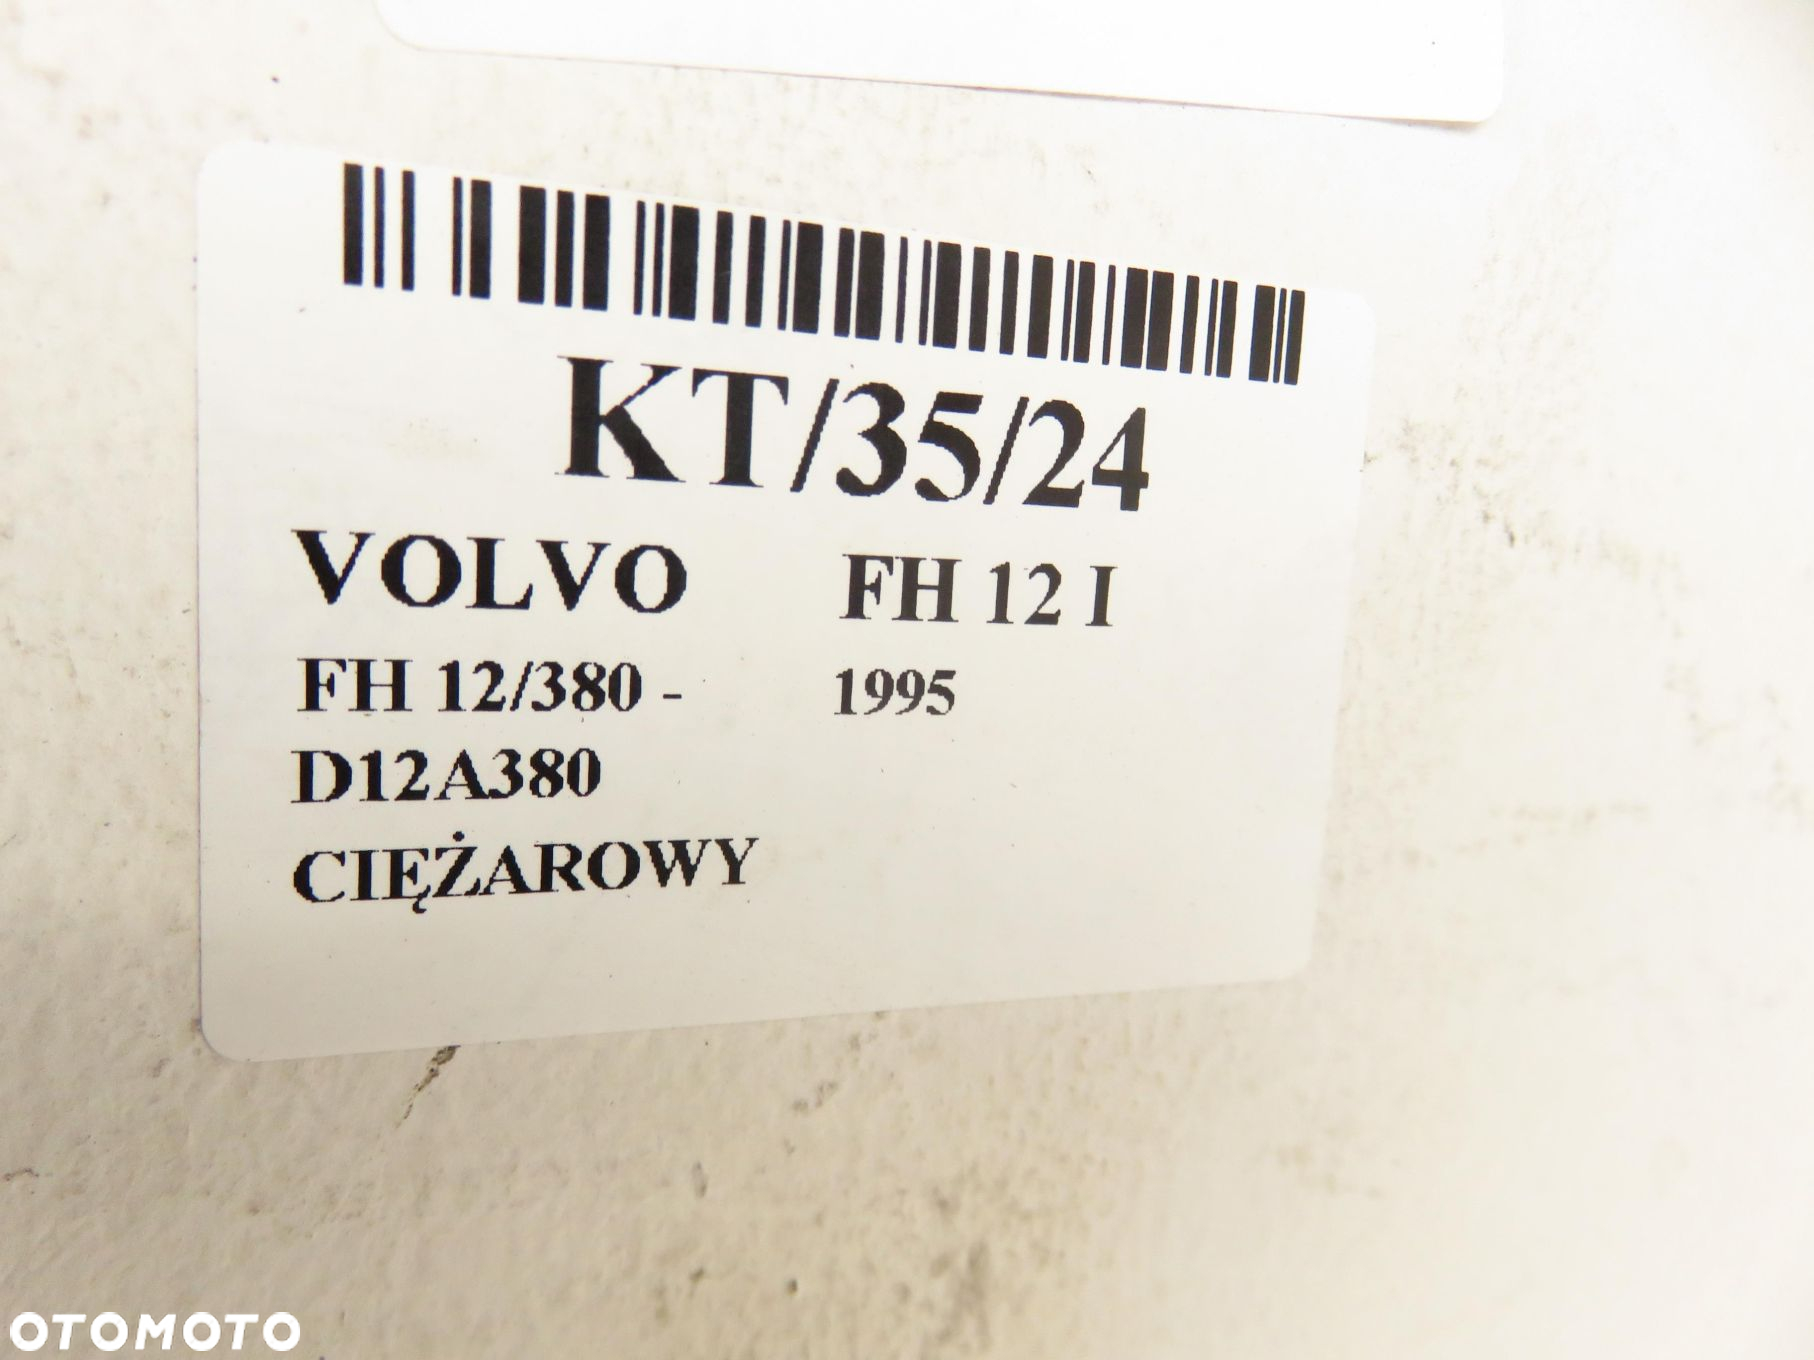 KT/35/24
VOLVO FH 12 I
FH 12/380 - 1995
D12A380
CIĘŻAROWY
OTOMOTO